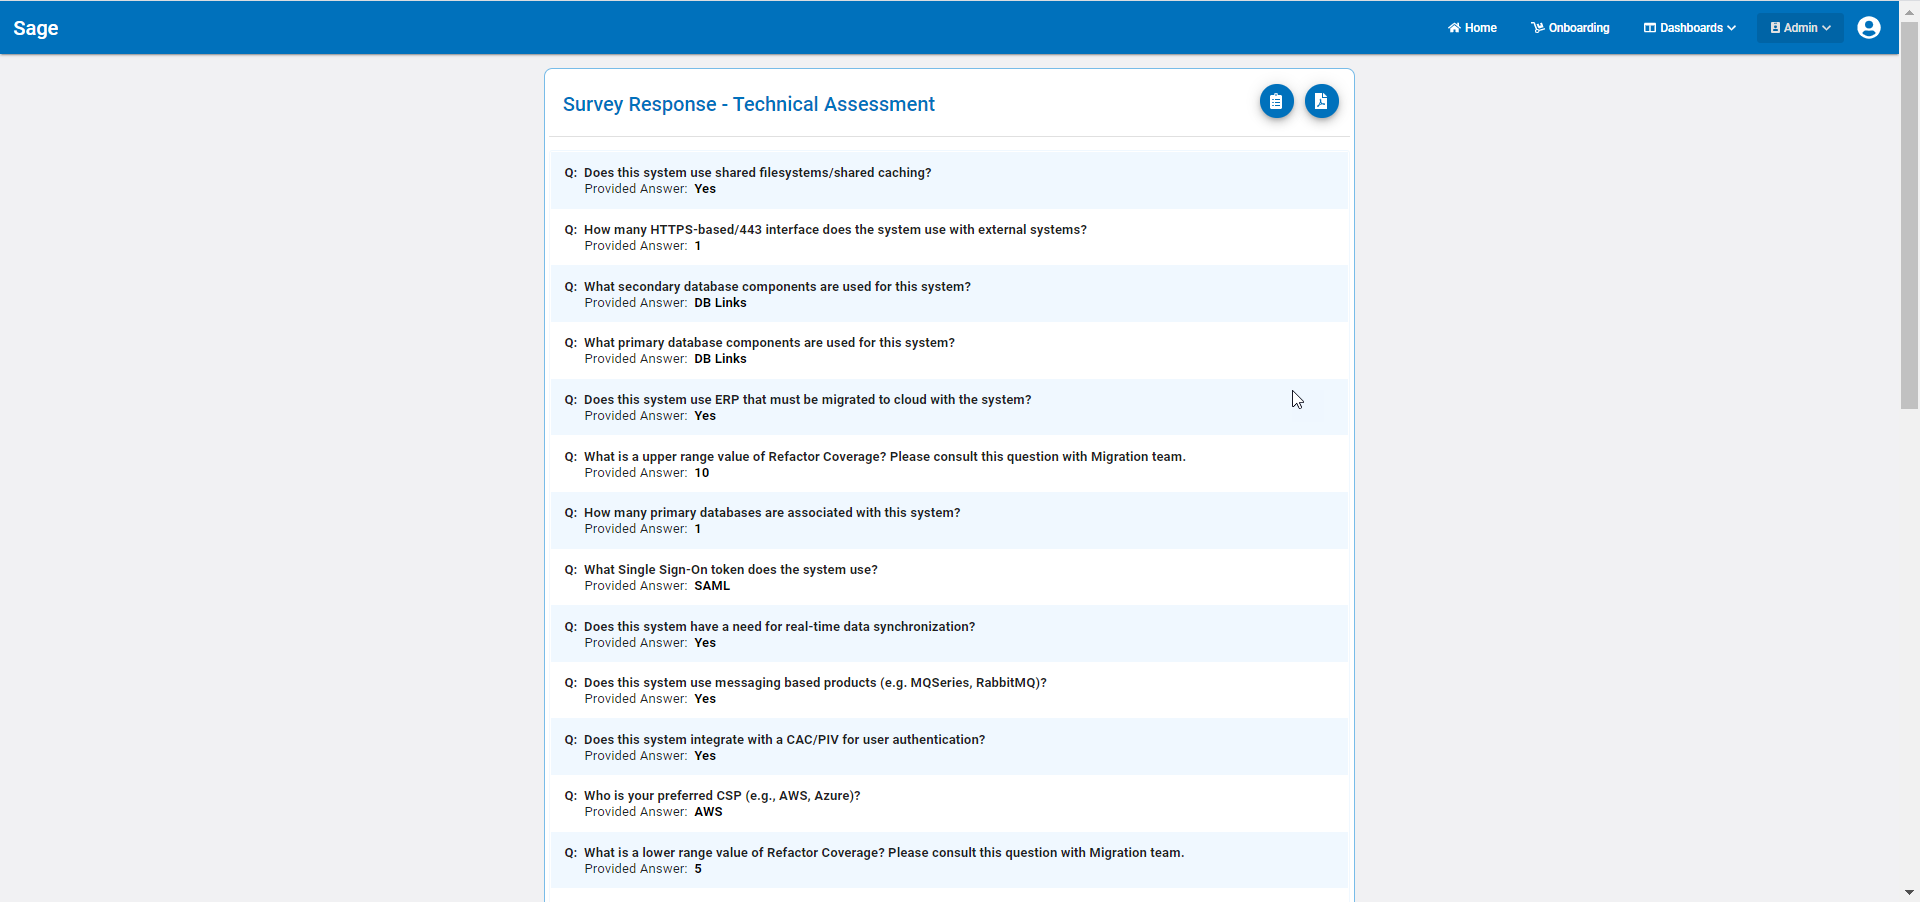 Sage
Home
Onboarding
Dashboards
Admin
Survey Response - Technical Assessment
Q: Does this system use shared filesystems/shared caching?
Provided Answer: Yes
Q: How many HTTPS-based/443 interface does the system use with external systems?
Provided Answer: 1
Q: What secondary database components are used for this system?
Provided Answer: DB Links
Q: What primary database components are used for this system?
Provided Answer: DB Links
Q: Does this system use ERP that must be migrated to cloud with the system?
Provided Answer: Yes
Q: What is a upper range value of Refactor Coverage? Please consult this question with Migration team.
Provided Answer: 10
Q: How many primary databases are associated with this system?
Provided Answer: 1
Q: What Single Sign-On token does the system use?
Provided Answer: SAML
Q: Does this system have a need for real-time data synchronization?
Provided Answer: Yes
Q: Does this system use messaging based products (e.g. MQSeries, RabbitMQ)?
Provided Answer: Yes
Q: Does this system integrate with a CAC/PIV for user authentication?
Provided Answer: Yes
Q: Who is your preferred CSP (e.g., AWS, Azure)?
Provided Answer: AWS
Q: What is a lower range value of Refactor Coverage? Please consult this question with Migration team.
Provided Answer: 5